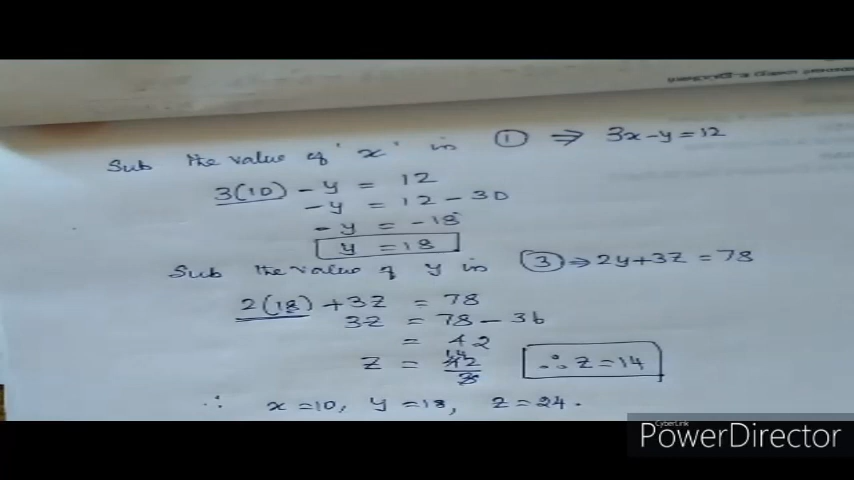 Sub the value of 'x' in ① ⇒ 3x-y=12
3(10) - y = 12
-y = 12 - 30
-y = -18
y = 18
Sub the value of y in ③ ⇒ 2y+3z = 78
2(18) + 3z = 78
3z = 78 - 36
= 42
z = 42/3 14 ∴ z = 14
∴ x = 10, y = 18, z = 24.
CyberLink
PowerDirector